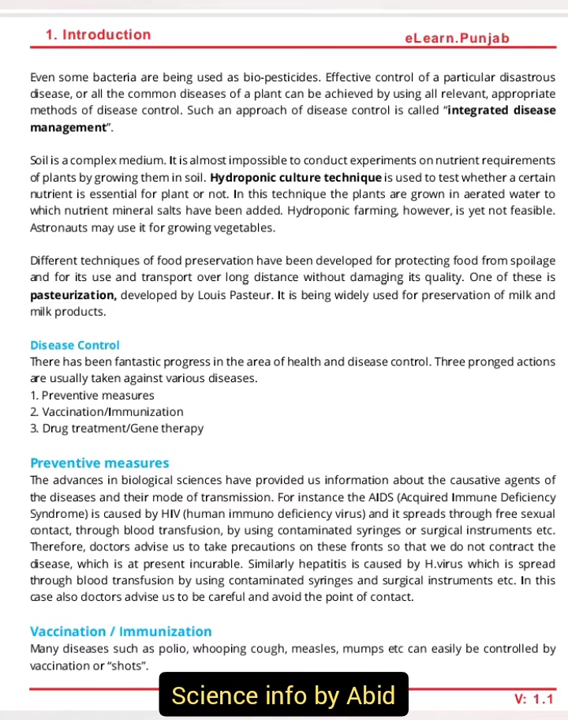 1. Introduction
eLearn.Punjab
Even some bacteria are being used as bio-pesticides. Effective control of a particular disastrous
disease, or all the common diseases of a plant can be achieved by using all relevant, appropriate
methods of disease control. Such an approach of disease control is called “integrated disease
management”.
Soil is a complex medium. It is almost impossible to conduct experiments on nutrient requirements
of plants by growing them in soil. Hydroponic culture technique is used to test whether a certain
nutrient is essential for plant or not. In this technique the plants are grown in aerated water to
which nutrient mineral salts have been added. Hydroponic farming, however, is yet not feasible.
Astronauts may use it for growing vegetables.
Different techniques of food preservation have been developed for protecting food from spoilage
and for its use and transport over long distance without damaging its quality. One of these is
pasteurization, developed by Louis Pasteur. It is being widely used for preservation of milk and
milk products.
Disease Control
There has been fantastic progress in the area of health and disease control. Three pronged actions
are usually taken against various diseases.
1. Preventive measures
2. Vaccination/Immunization
3. Drug treatment/Gene therapy
Preventive measures
The advances in biological sciences have provided us information about the causative agents of
the diseases and their mode of transmission. For instance the AIDS (Acquired Immune Deficiency
Syndrome) is caused by HIV (human immuno deficiency virus) and it spreads through free sexual
contact, through blood transfusion, by using contaminated syringes or surgical instruments etc.
Therefore, doctors advise us to take precautions on these fronts so that we do not contract the
disease, which is at present incurable. Similarly hepatitis is caused by H.virus which is spread
through blood transfusion by using contaminated syringes and surgical instruments etc. In this
case also doctors advise us to be careful and avoid the point of contact.
Vaccination / Immunization
Many diseases such as polio, whooping cough, measles, mumps etc can easily be controlled by
vaccination or “shots”.
Science info by Abid
V: 1.1